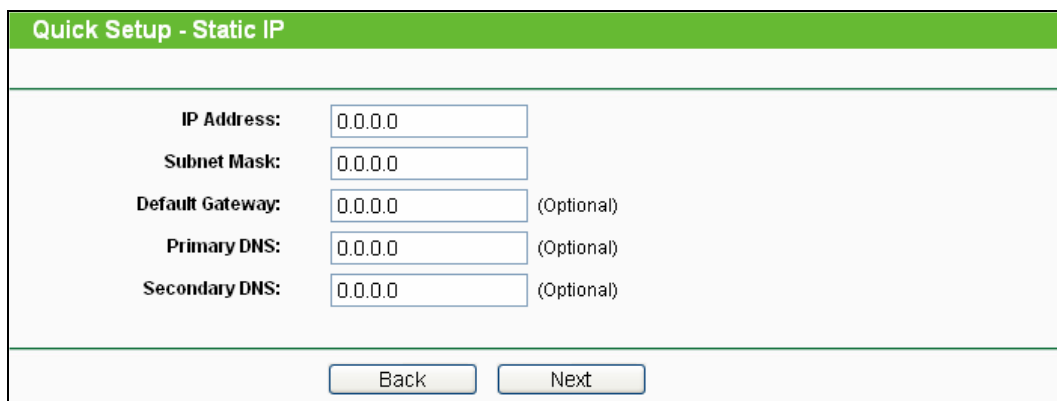 Quick Setup - Static IP
IP Address: 0.0.0.0
Subnet Mask: 0.0.0.0
Default Gateway: 0.0.0.0 (Optional)
Primary DNS: 0.0.0.0 (Optional)
Secondary DNS: 0.0.0.0 (Optional)
Back Next